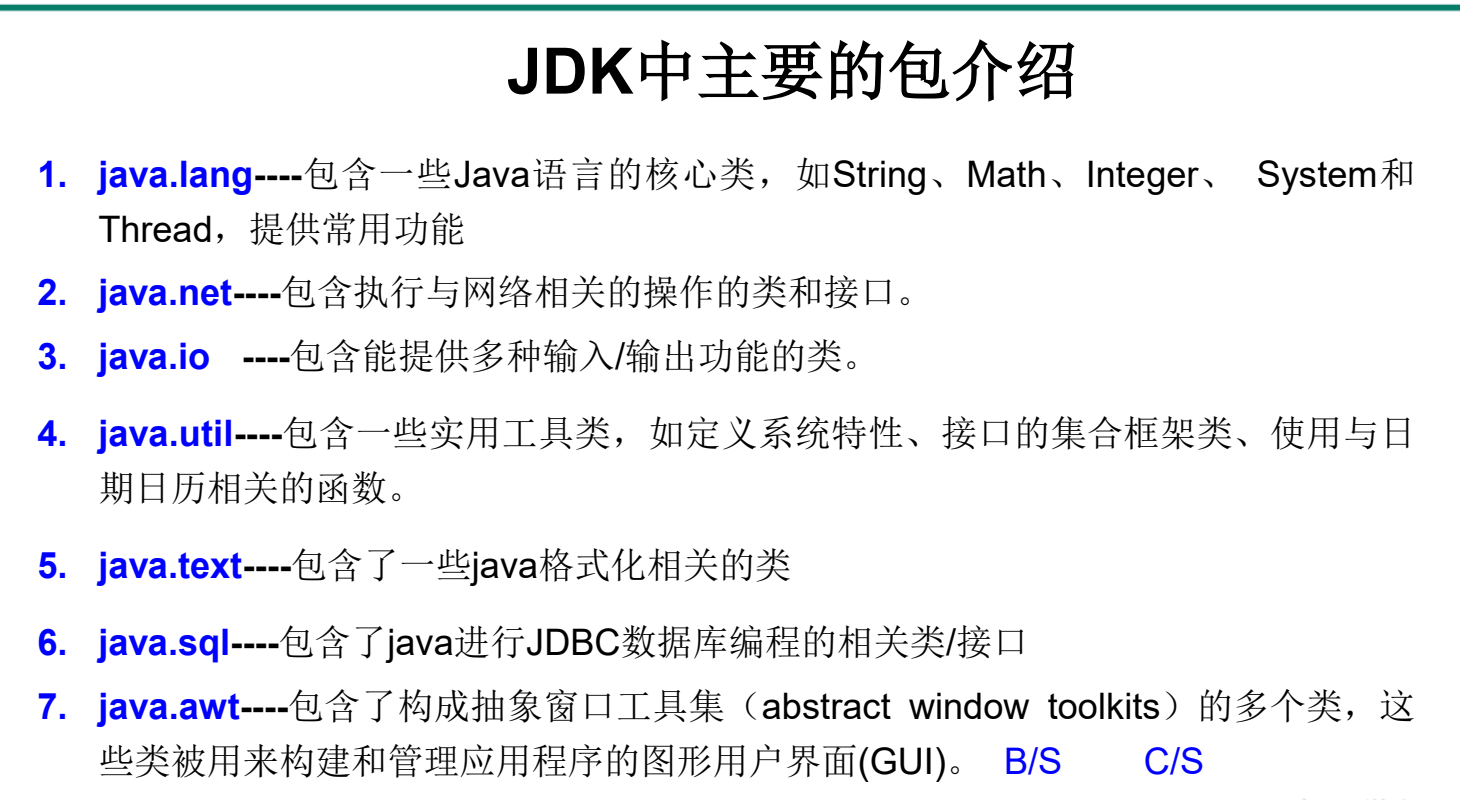 JDK中主要的包介绍
1. java.lang----包含一些Java语言的核心类，如String、Math、Integer、 System和
Thread，提供常用功能
2. java.net----包含执行与网络相关的操作的类和接口。
3. java.io ----包含能提供多种输入/输出功能的类。
4. java.util----包含一些实用工具类，如定义系统特性、接口的集合框架类、使用与日
期日历相关的函数。
5. java.text----包含了一些java格式化相关的类
6. java.sql----包含了java进行JDBC数据库编程的相关类/接口
7. java.awt----包含了构成抽象窗口工具集（abstract window toolkits）的多个类，这
些类被用来构建和管理应用程序的图形用户界面(GUI)。 B/S C/S